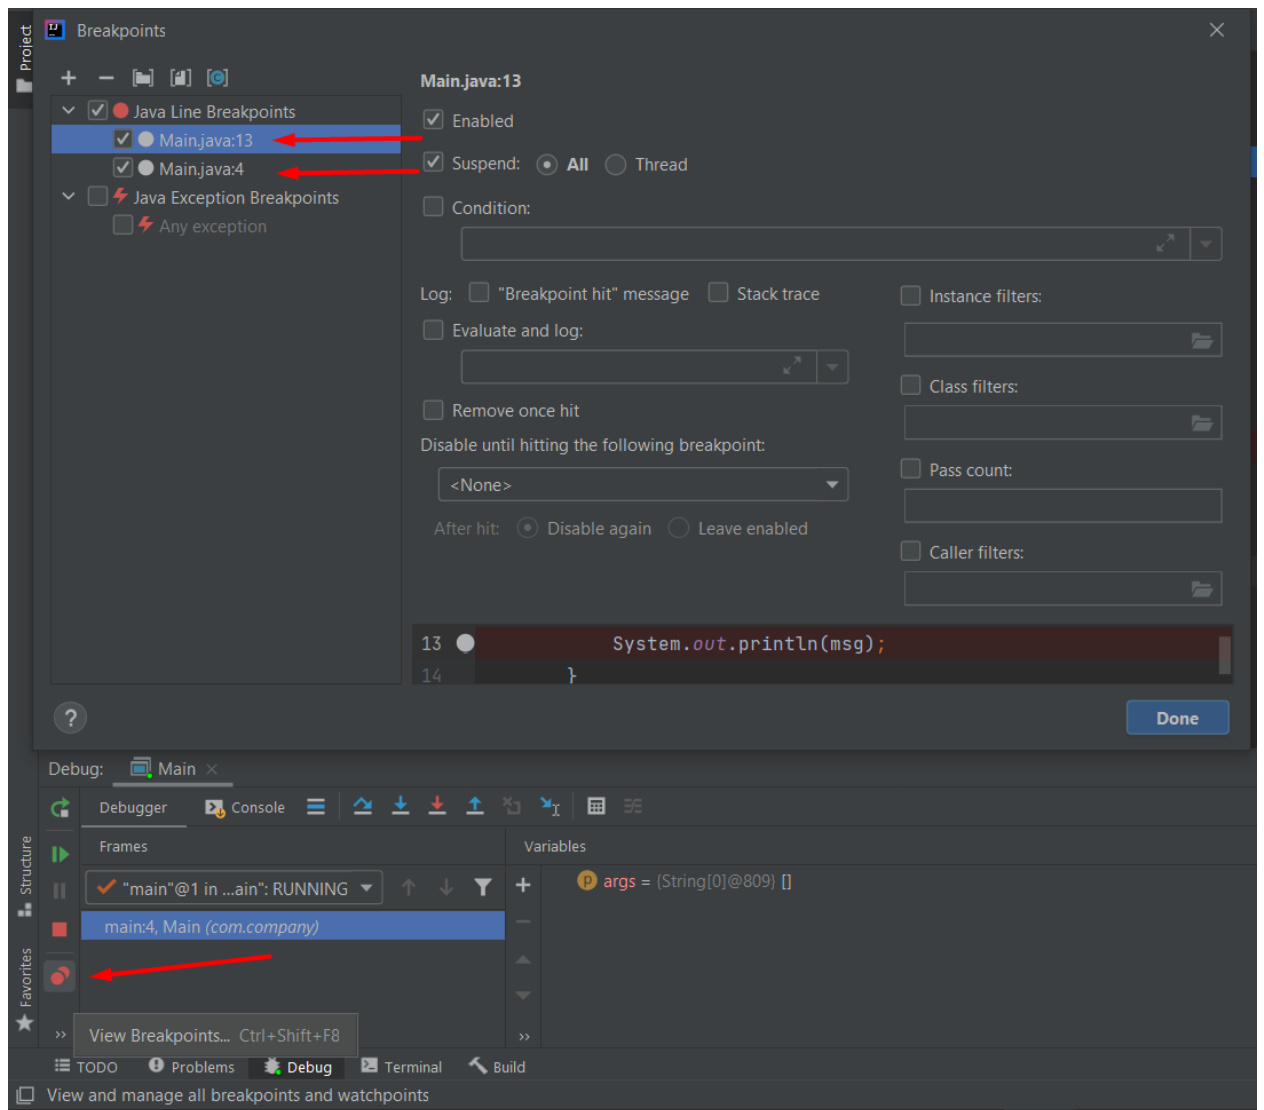 Project
Breakpoints
Main.java:13
Java Line Breakpoints
Main.java:13
Main.java:4
Java Exception Breakpoints
Any exception
Enabled
Suspend: All Thread
Condition:
Log: "Breakpoint hit" message Stack trace
Instance filters:
Evaluate and log:
Class filters:
Remove once hit
Disable until hitting the following breakpoint:
<None>
Pass count:
After hit: Disable again Leave enabled
Caller filters:
13 System.out.println(msg);
14 }
? Done
Debug: Main
Debugger Console
Frames Variables
"main"@1 in ...ain": RUNNING
args = {String[0]@809} []
main:4, Main (com.company)
Structure
Favorites
View Breakpoints... Ctrl+Shift+F8
TODO Problems Debug Terminal Build
View and manage all breakpoints and watchpoints